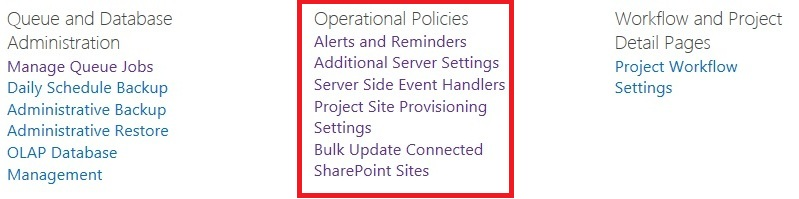 Queue and Database
Administration
Manage Queue Jobs
Daily Schedule Backup
Administrative Backup
Administrative Restore
OLAP Database
Management
Operational Policies
Alerts and Reminders
Additional Server Settings
Server Side Event Handlers
Project Site Provisioning
Settings
Bulk Update Connected
SharePoint Sites
Workflow and Project
Detail Pages
Project Workflow
Settings